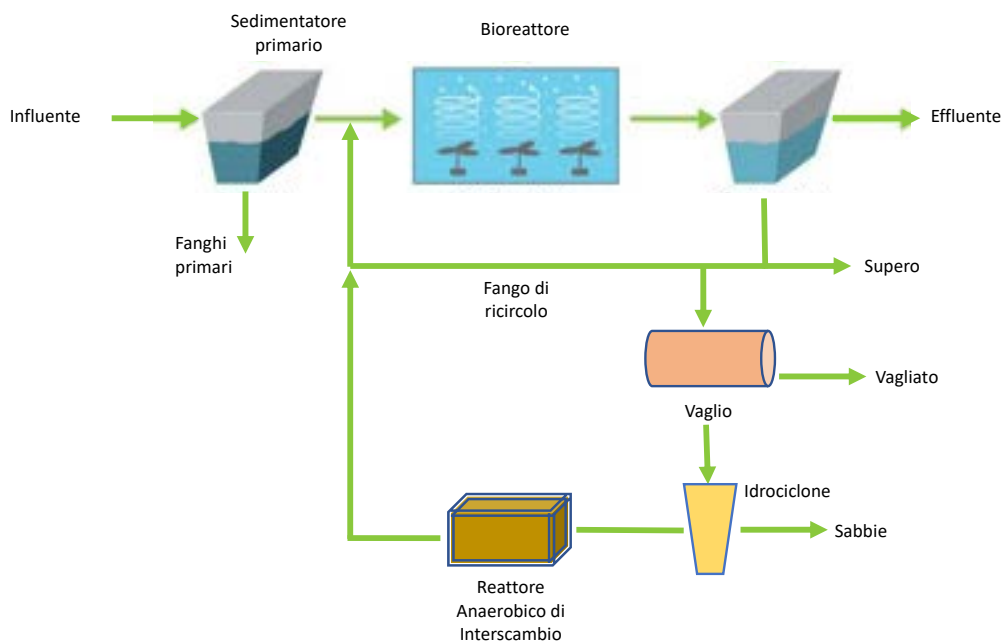 Sedimentatore
primario
Bioreattore
Influente
Effluente
Fanghi
primari
Supero
Fango di
ricircolo
Vagliato
Vaglio
Idrociclone
Sabbie
Reattore
Anaerobico di
Interscambio